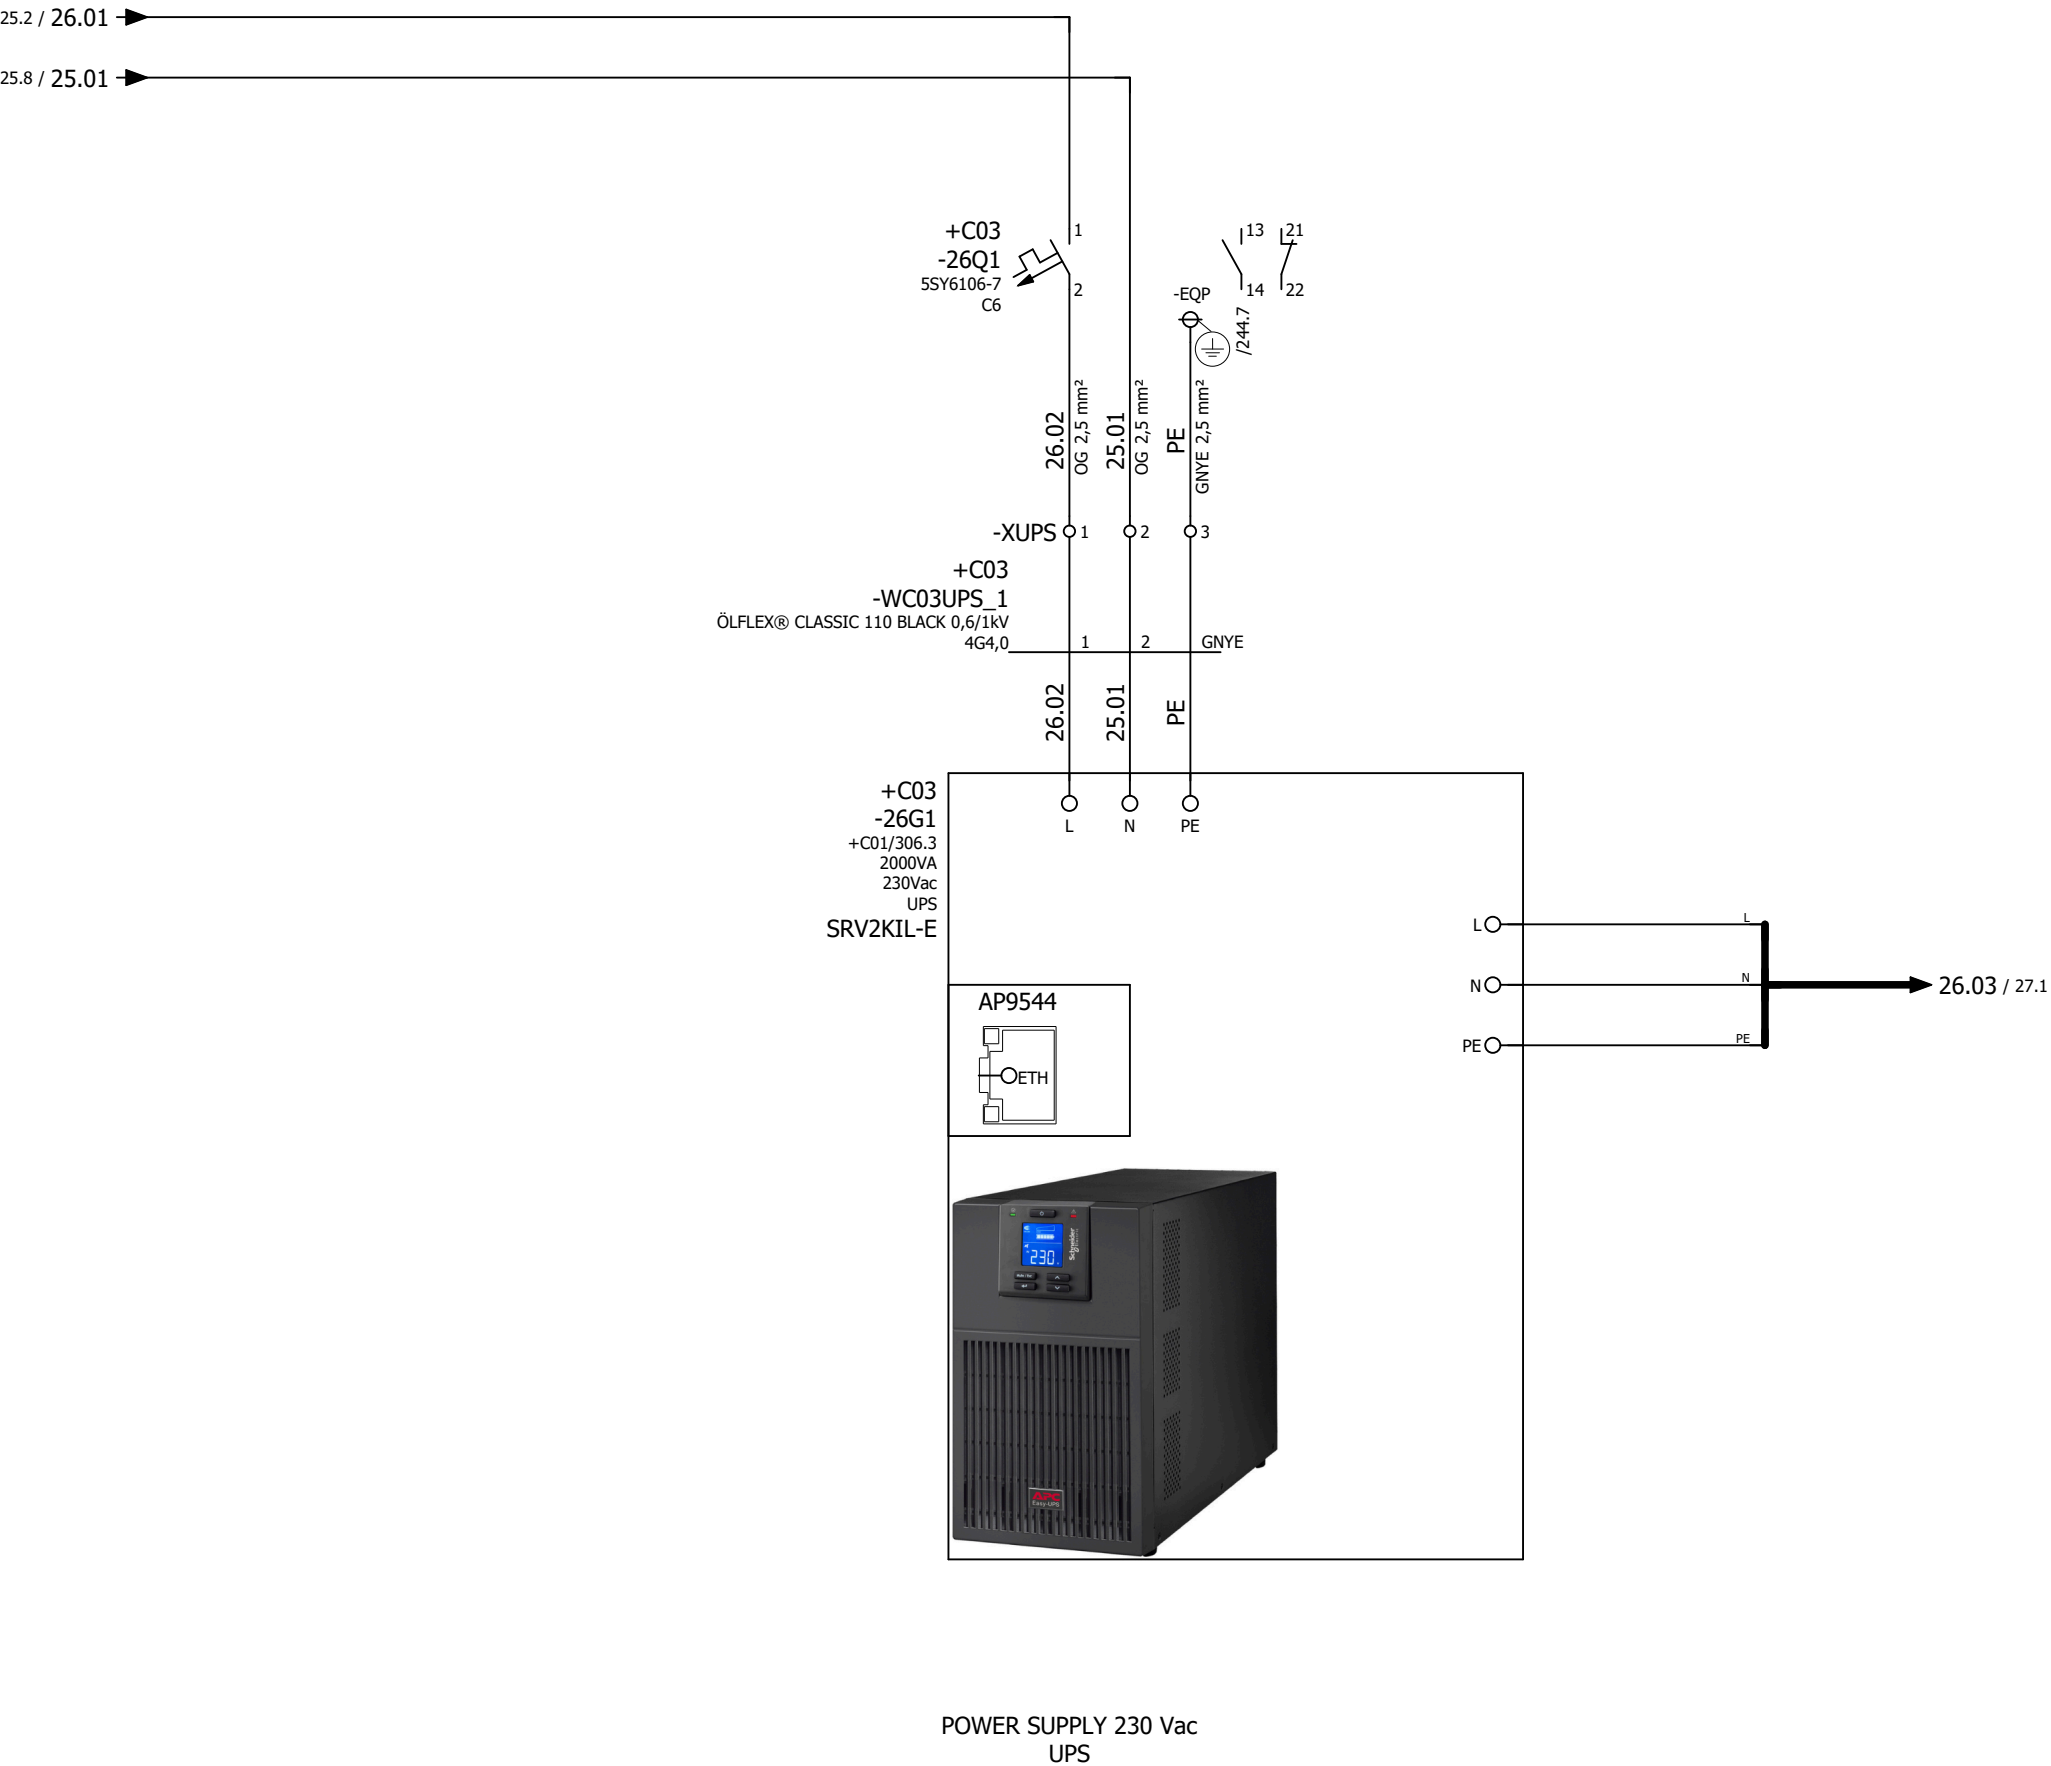 25.2 / 26.01
25.8 / 25.01
+C03
-26Q1
5SY6106-7
C6
1
2
-EQP
13
14
21
22
/244.7
26.02
OG 2,5 mm²
25.01
OG 2,5 mm²
PE
GNYE 2,5 mm²
-XUPS
1
2
3
+C03
-WC03UPS_1
ÖLFLEX® CLASSIC 110 BLACK 0,6/1kV
4G4,0
1
2
GNYE
26.02
25.01
PE
+C03
-26G1
+C01/306.3
2000VA
230Vac
UPS
SRV2KIL-E
L
N
PE
L
N
PE
L
N
PE
26.03 / 27.1
AP9544
ETH
Schneider
230
APC
Easy-UPS
POWER SUPPLY 230 Vac
UPS